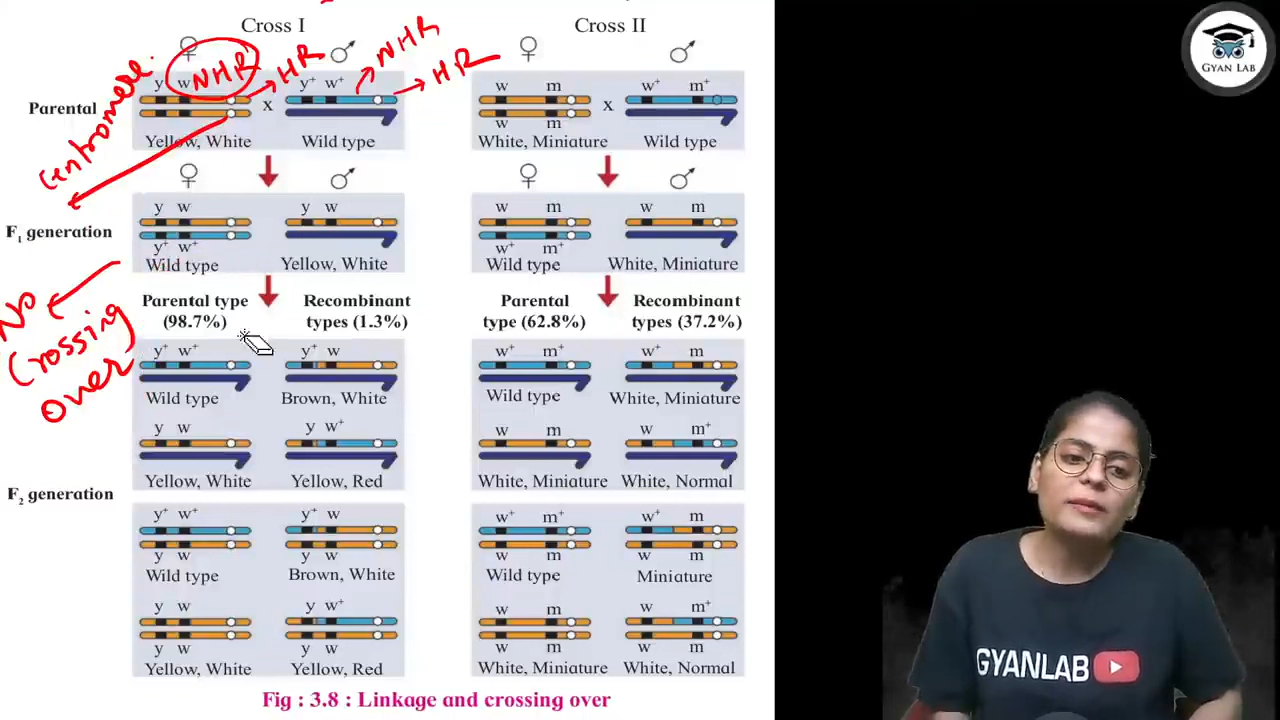 Cross I
Cross II
♀ ♂ ♀ ♂
NHR
HR
NHR
HR
centromere.
Parental
y w
x
y⁺ w⁺
w m
w m
x
w⁺ m⁺
Yellow, White
Wild type
White, Miniature
Wild type
♀ ♂ ♀ ♂
F₁ generation
y w
y⁺ w⁺
y w
w m
w⁺ m⁺
w m
Wild type
Yellow, White
Wild type
White, Miniature
No
Crossing
over
Parental type
(98.7%)
Recombinant
types (1.3%)
Parental
type (62.8%)
Recombinant
types (37.2%)
F₂ generation
y⁺ w⁺
y⁺ w
w⁺ m⁺
w⁺ m
Wild type
Brown, White
Wild type
White, Miniature
y w
y w⁺
w m
w m⁺
Yellow, White
Yellow, Red
White, Miniature
White, Normal
y⁺ w⁺
y⁺ w
w⁺ m⁺
w⁺ m
y w
y w
w m
w m
Wild type
Brown, White
Wild type
Miniature
y w
y w⁺
w m
w m⁺
y w
y w
w m
w m
Yellow, White
Yellow, Red
White, Miniature
White, Normal
Fig : 3.8 : Linkage and crossing over
GYAN LAB
GYANLAB